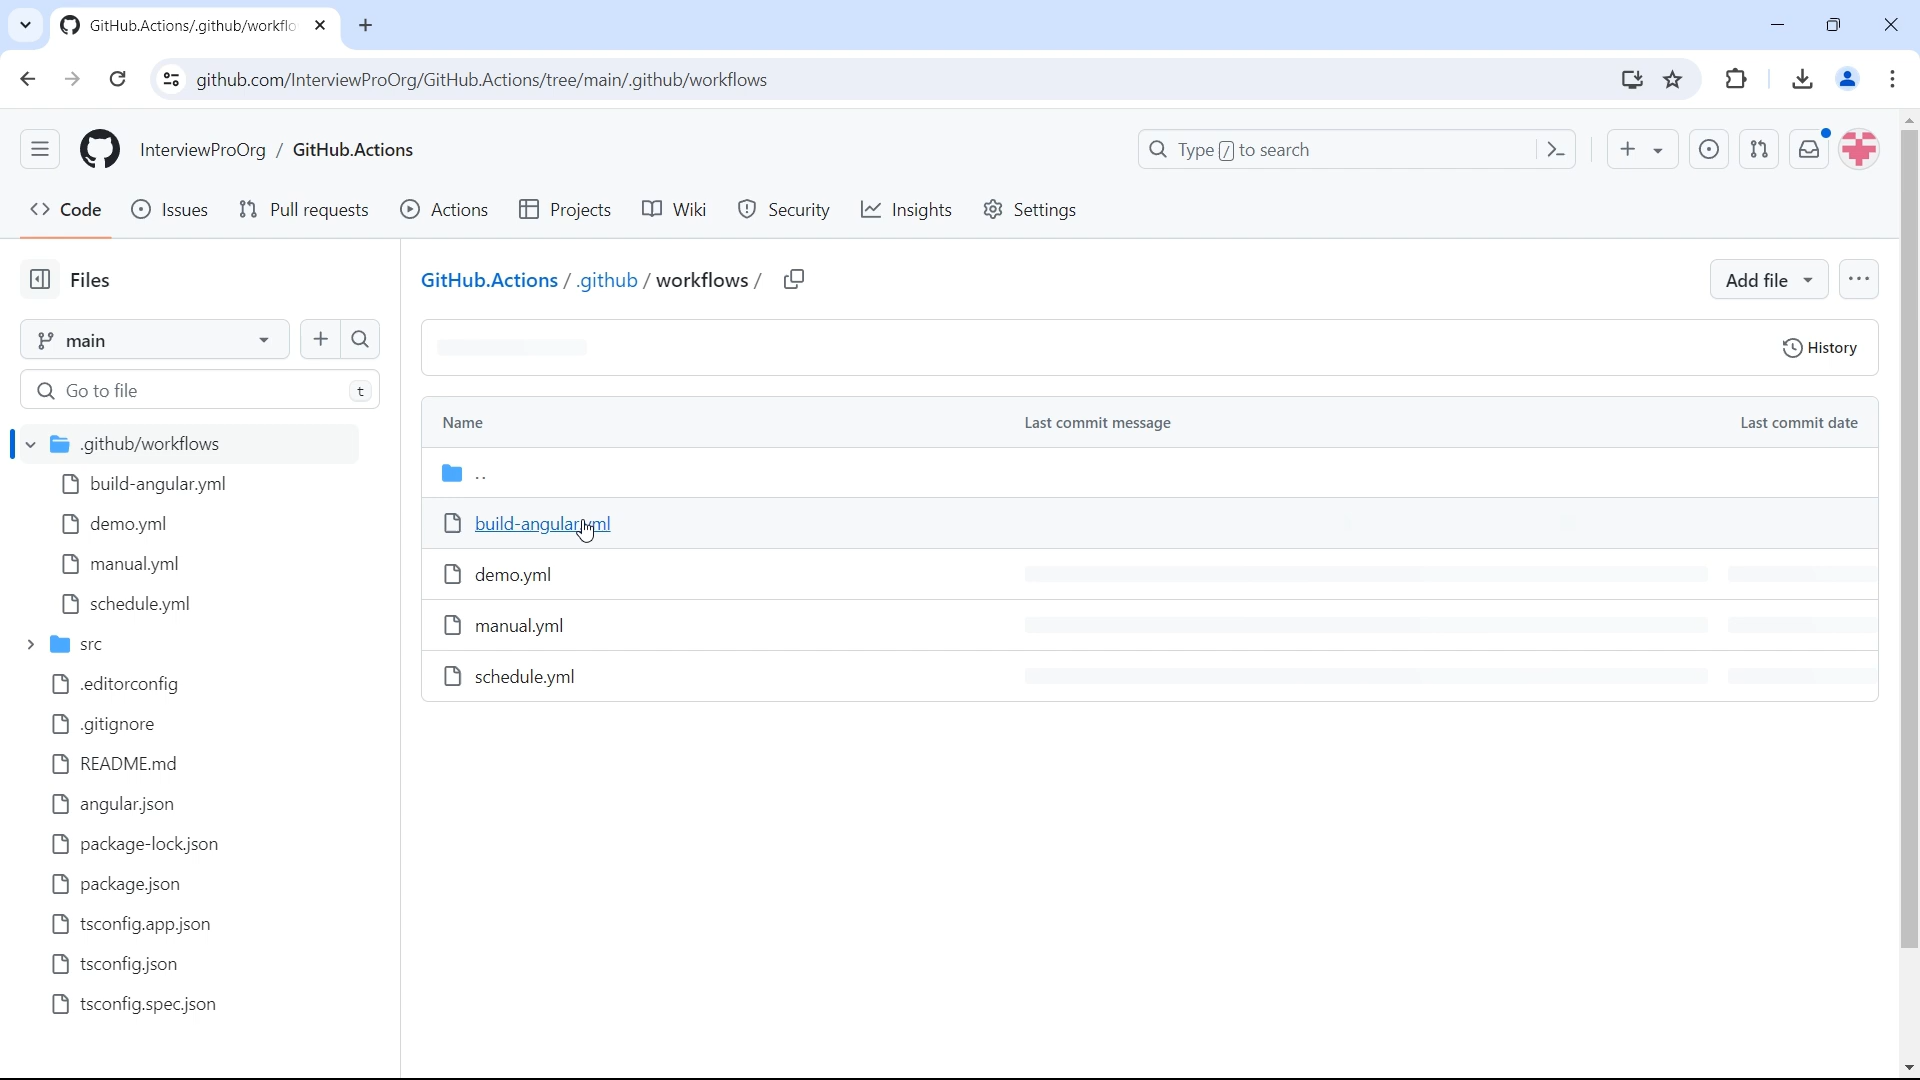 GitHub.Actions/.github/workflo
github.com/InterviewProOrg/GitHub.Actions/tree/main/.github/workflows
InterviewProOrg / GitHub.Actions
Type / to search
Code
Issues
Pull requests
Actions
Projects
Wiki
Security
Insights
Settings
Files
main
Go to file
t
.github/workflows
build-angular.yml
demo.yml
manual.yml
schedule.yml
src
.editorconfig
.gitignore
README.md
angular.json
package-lock.json
package.json
tsconfig.app.json
tsconfig.json
tsconfig.spec.json
GitHub.Actions / .github / workflows /
Add file
History
Name
Last commit message
Last commit date
..
build-angular.yml
demo.yml
manual.yml
schedule.yml